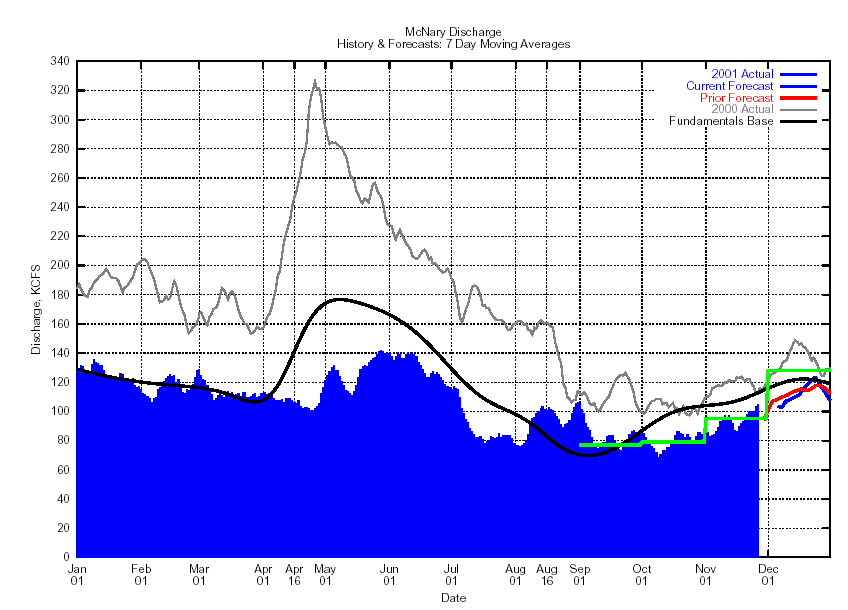 McNary Discharge
History & Forecasts: 7 Day Moving Averages
2001 Actual
Current Forecast
Prior Forecast
2000 Actual
Fundamentals Base
Discharge, KCFS
340
320
300
280
260
240
220
200
180
160
140
120
100
80
60
40
20
0
Jan Feb Mar Apr Apr May Jun Jul Aug Aug Sep Oct Nov Dec
01 01 01 01 16 01 01 01 01 16 01 01 01 01
Date